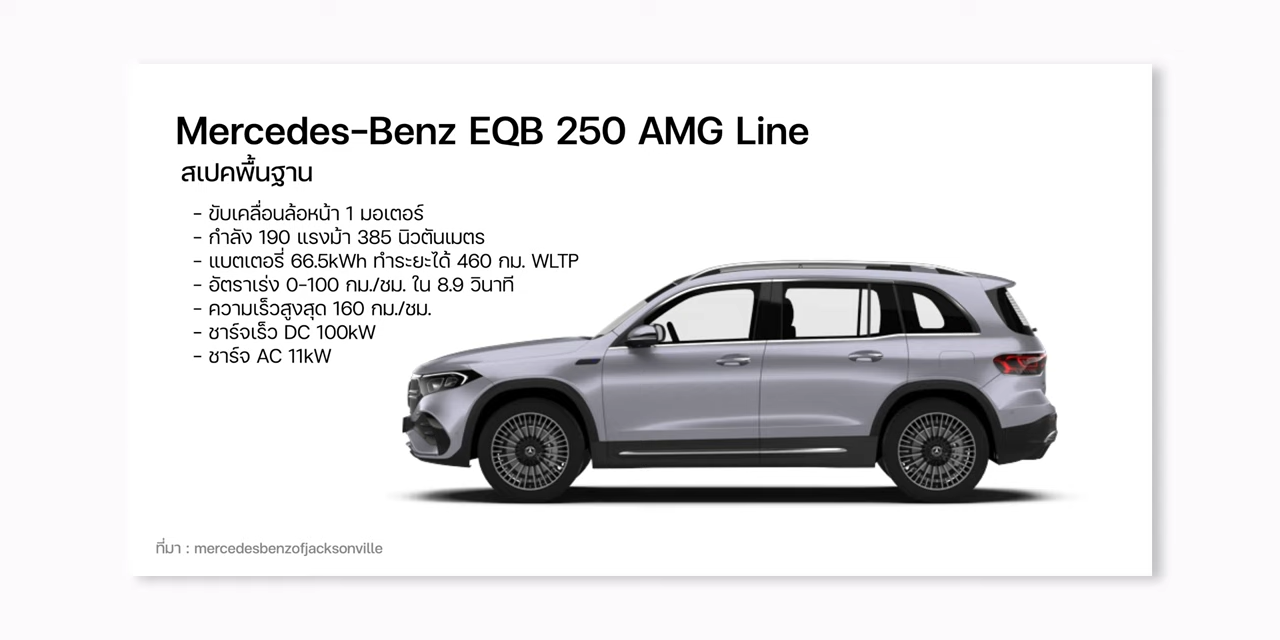 Mercedes-Benz EQB 250 AMG Line
สเปคพื้นฐาน
- ขับเคลื่อนล้อหน้า 1 มอเตอร์
- กำลัง 190 แรงม้า 385 นิวตันเมตร
- แบตเตอรี่ 66.5kWh ทำระยะได้ 460 กม. WLTP
- อัตราเร่ง 0-100 กม./ชม. ใน 8.9 วินาที
- ความเร็วสูงสุด 160 กม./ชม.
- ชาร์จเร็ว DC 100kW
- ชาร์จ AC 11kW
ที่มา : mercedesbenzofjacksonville